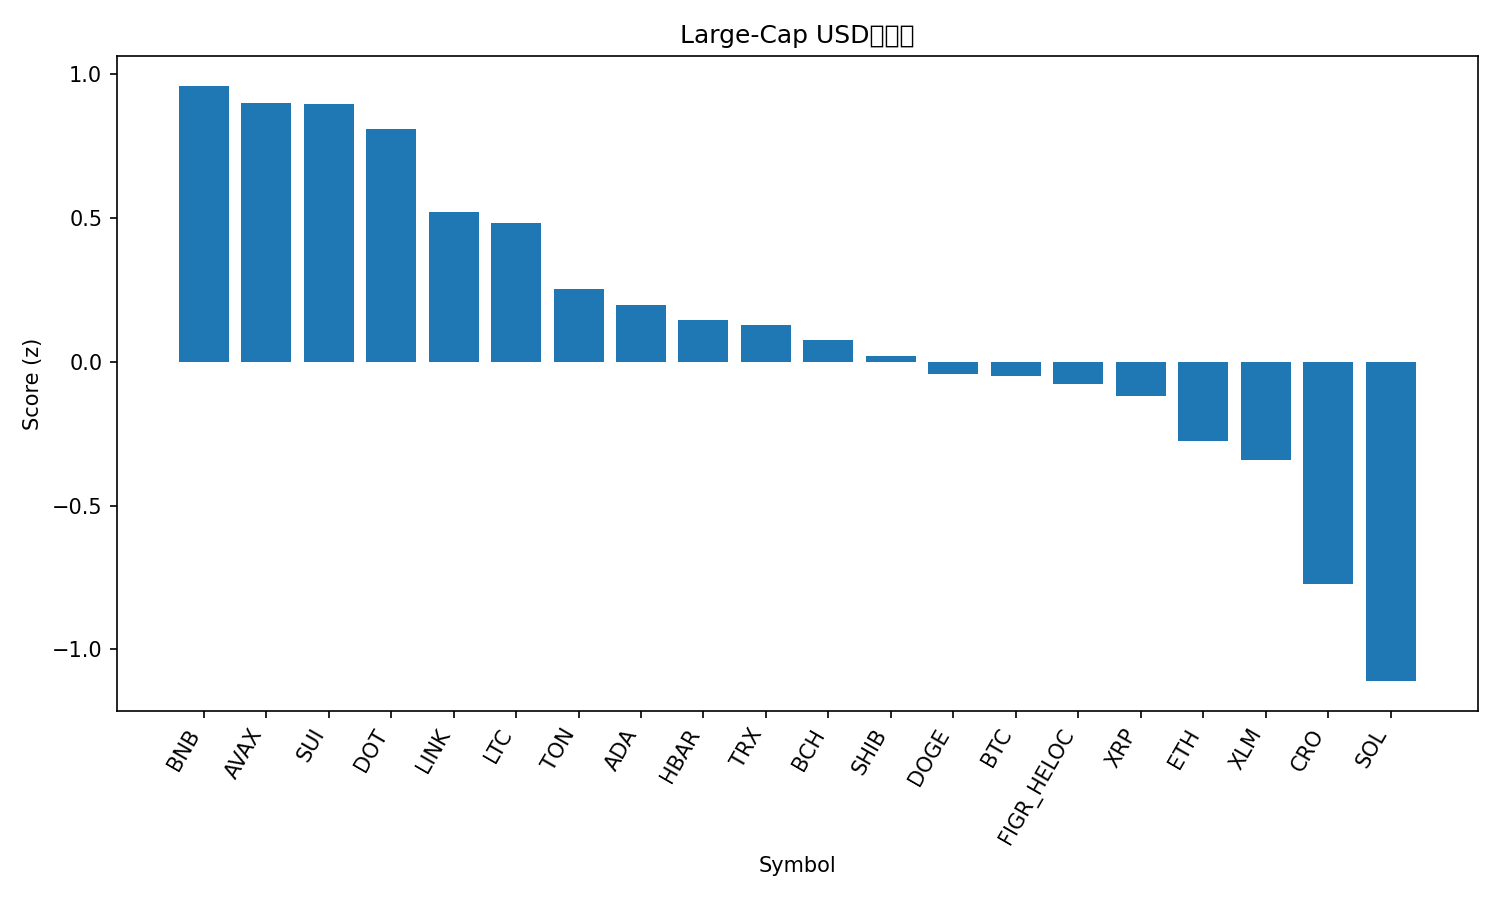 Large-Cap USD
Score (z)
1.0
0.5
0.0
−0.5
−1.0
BNB
AVAX
SUI
DOT
LINK
LTC
TON
ADA
HBAR
TRX
BCH
SHIB
DOGE
BTC
FIGR_HELOC
XRP
ETH
XLM
CRO
SOL
Symbol